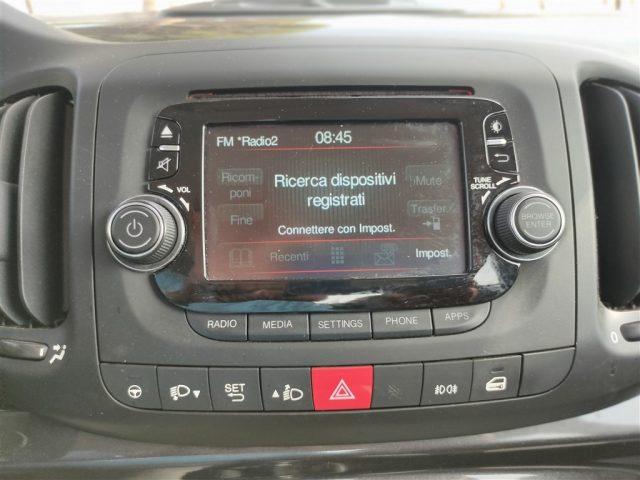 FM *Radio2 08:45
Ricom-
poni
Ricerca dispositivi
registrati
Mute
Fine
Trasfer.
Connettere con Impost.
Recenti
Impost.
VOL
TUNE
SCROLL
BROWSE
ENTER
RADIO MEDIA SETTINGS PHONE APPS
SET
0